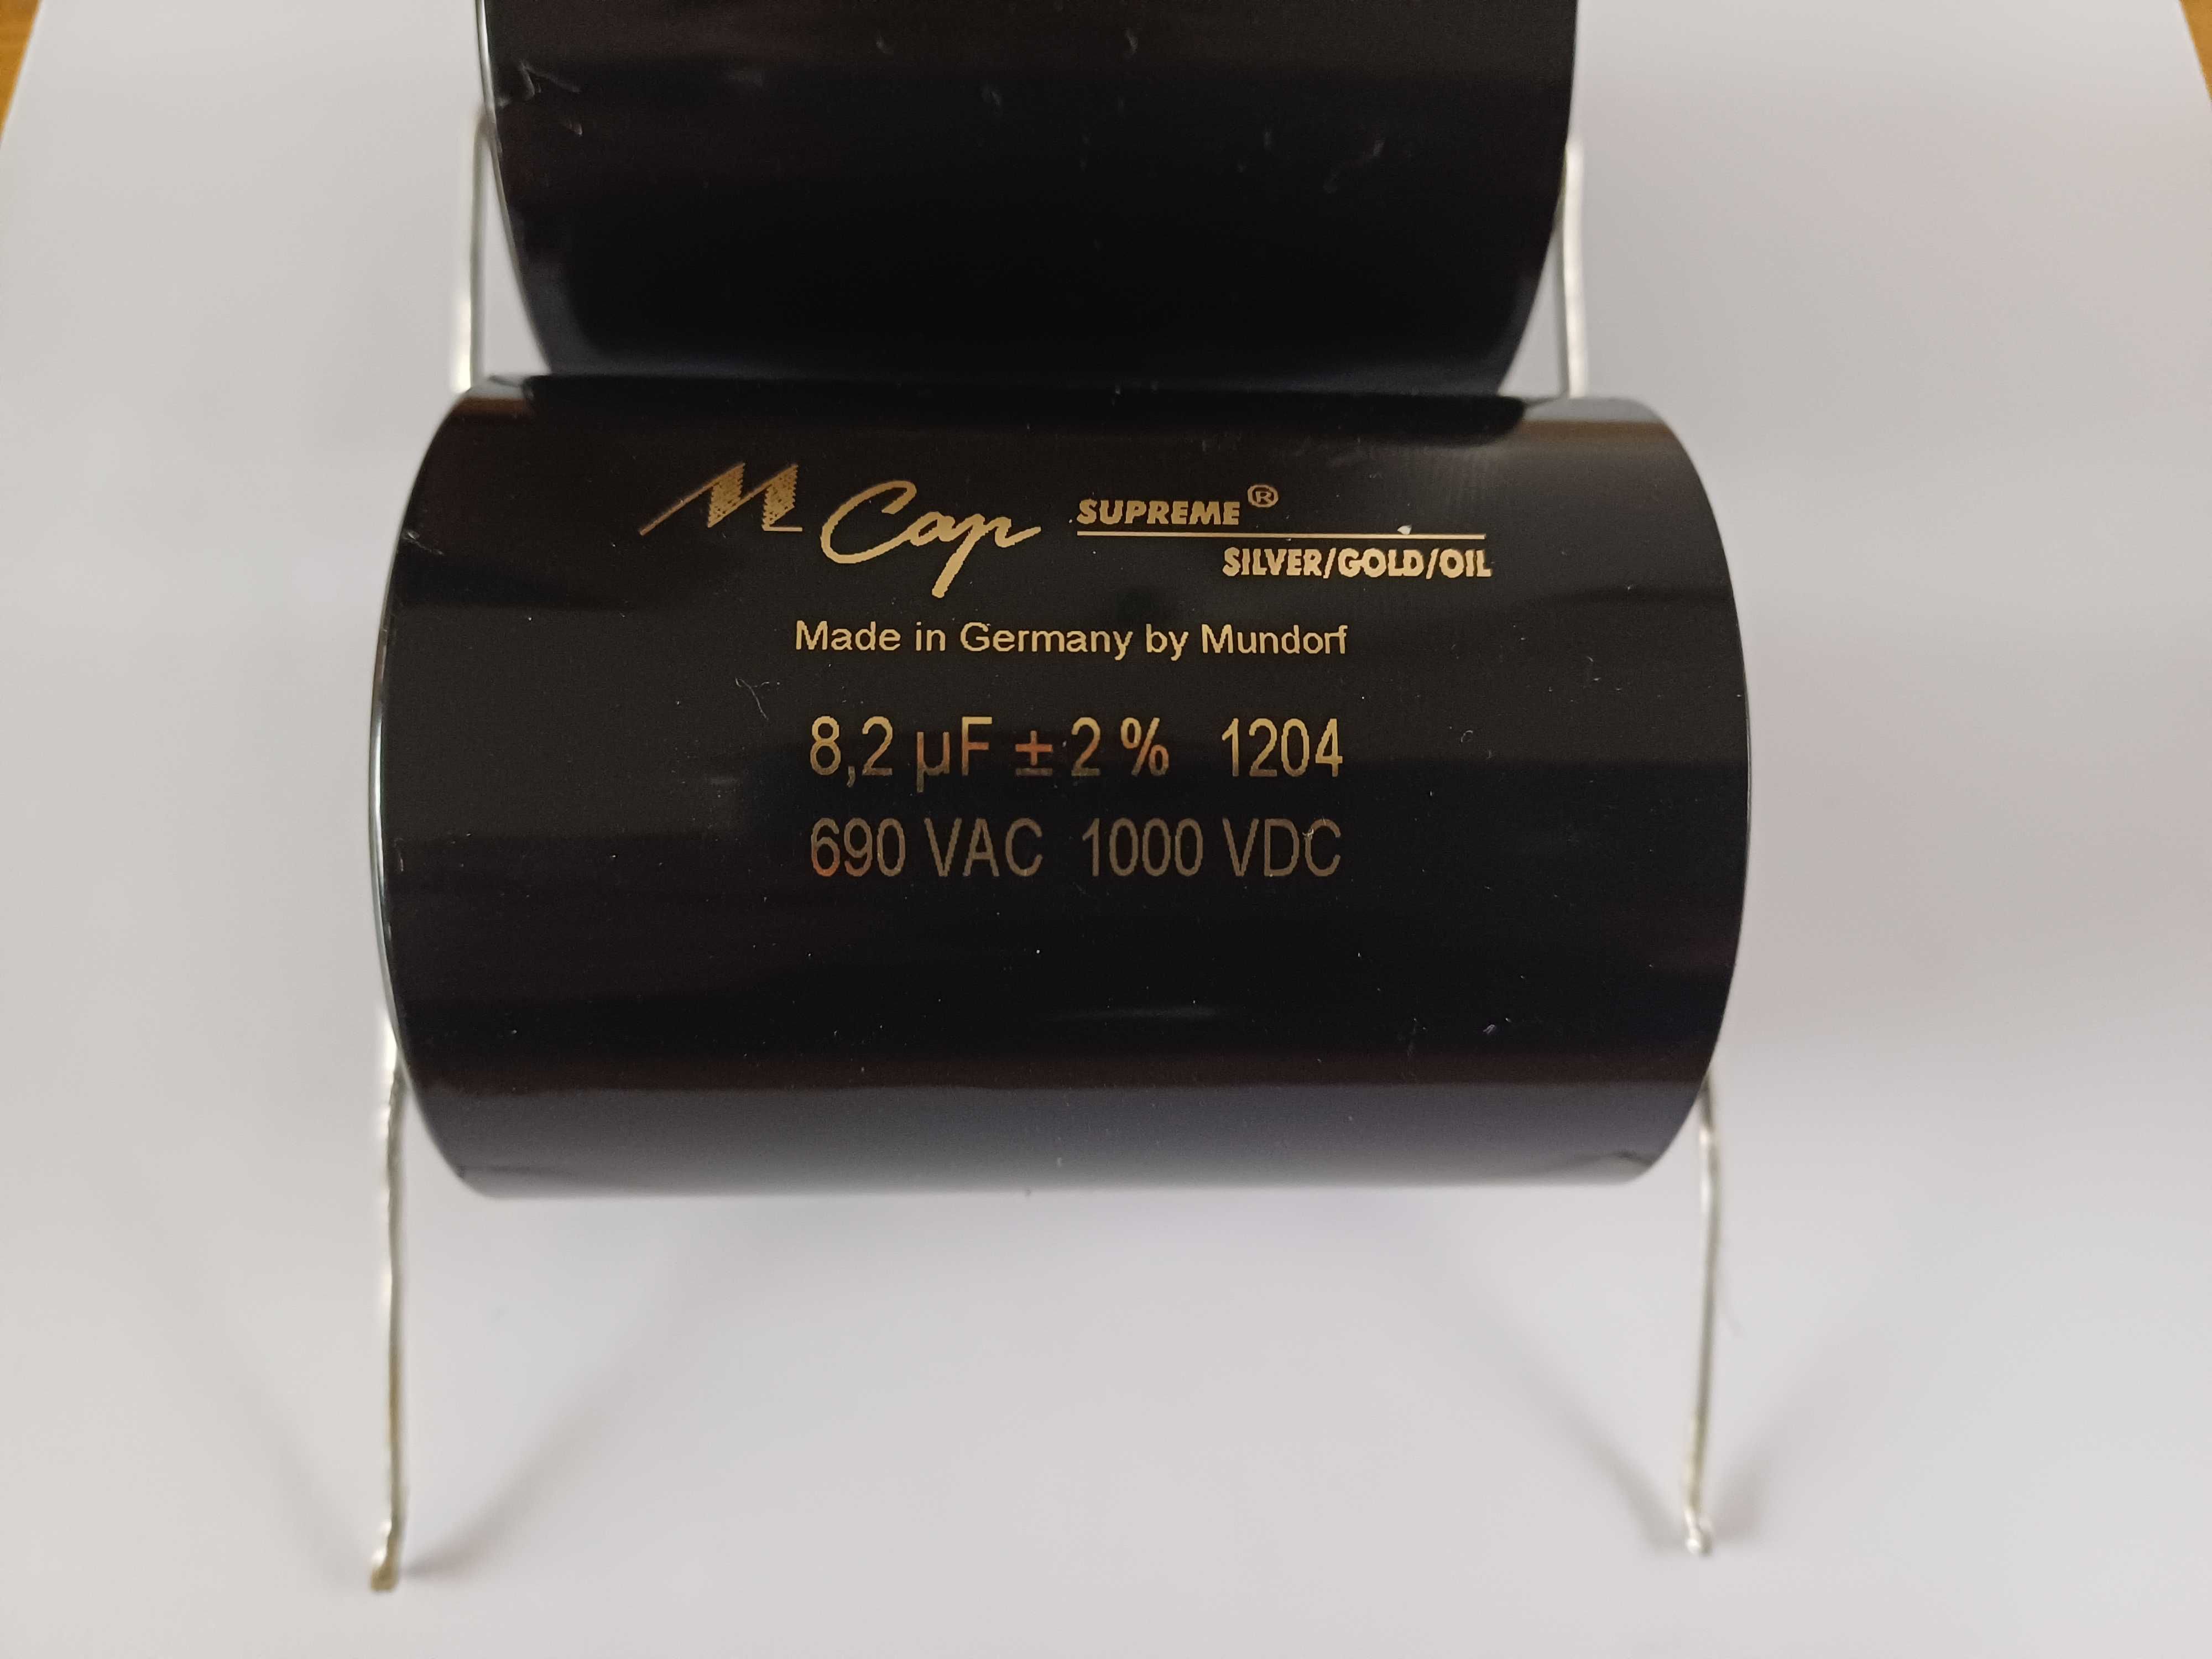 M Cap SUPREME®
SILVER/GOLD/OIL
Made in Germany by Mundorf
8,2 µF ± 2 % 1204
690 VAC 1000 VDC